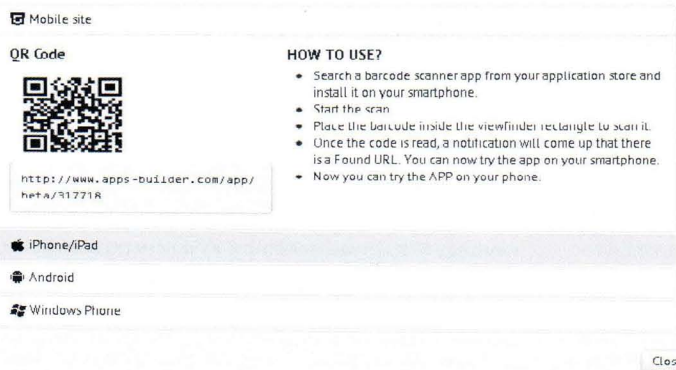 Mobile site
QR Code
http://www.apps-builder.com/app/
beta/317718
HOW TO USE?
• Search a barcode scanner app from your application store and
install it on your smartphone.
• Start the scan
• Place the barcode inside the viewfinder rectangle to scan it.
• Once the code is read, a notification will come up that there
is a Found URL. You can now try the app on your smartphone.
• Now you can try the APP on your phone.
iPhone/iPad
Android
Windows Phone
Clos